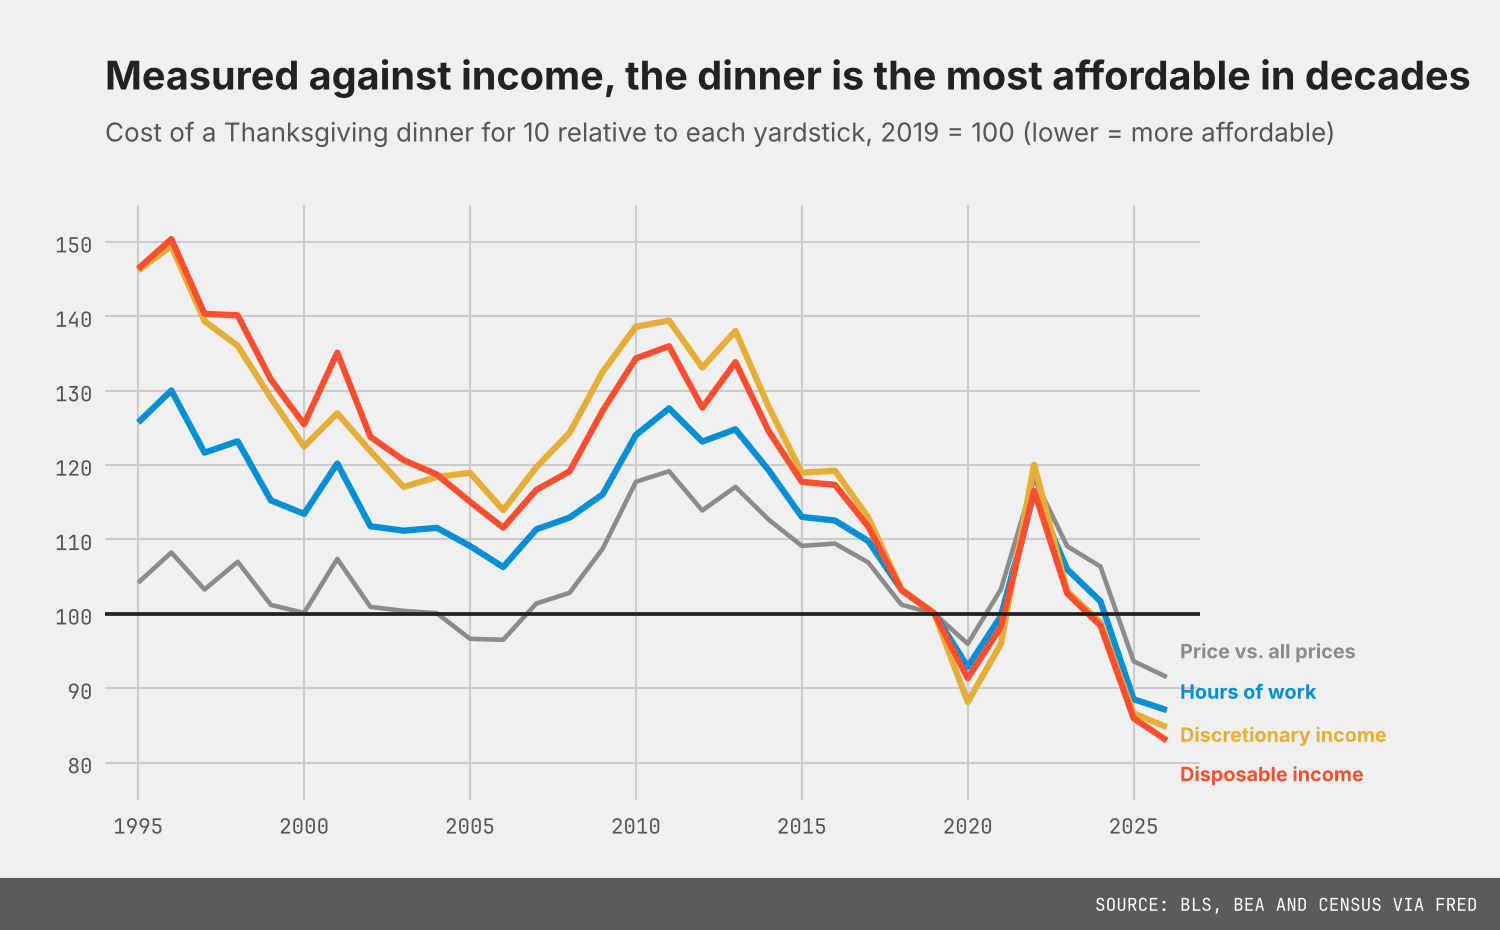 Measured against income, the dinner is the most affordable in decades
Cost of a Thanksgiving dinner for 10 relative to each yardstick, 2019 = 100 (lower = more affordable)
150
140
130
120
110
100
90
80
Price vs. all prices
Hours of work
Discretionary income
Disposable income
1995
2000
2005
2010
2015
2020
2025
SOURCE: BLS, BEA AND CENSUS VIA FRED